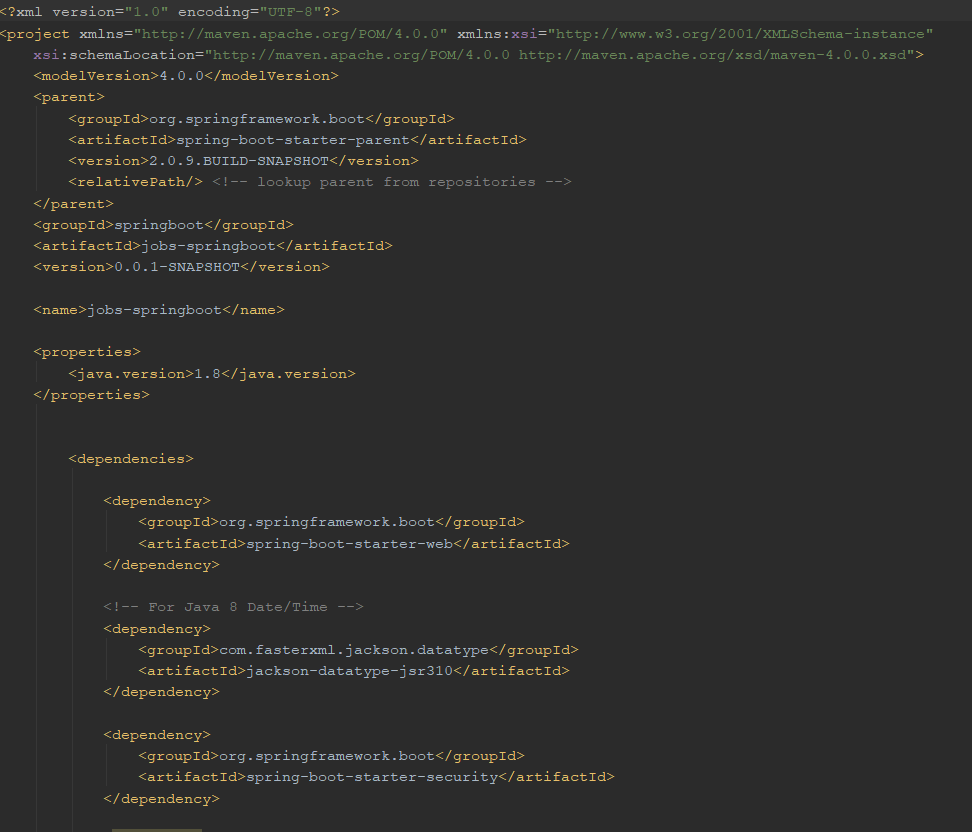 <?xml version="1.0" encoding="UTF-8"?>
<project xmlns="http://maven.apache.org/POM/4.0.0" xmlns:xsi="http://www.w3.org/2001/XMLSchema-instance"
    xsi:schemaLocation="http://maven.apache.org/POM/4.0.0 http://maven.apache.org/xsd/maven-4.0.0.xsd">
    <modelVersion>4.0.0</modelVersion>
    <parent>
        <groupId>org.springframework.boot</groupId>
        <artifactId>spring-boot-starter-parent</artifactId>
        <version>2.0.9.BUILD-SNAPSHOT</version>
        <relativePath/> <!-- lookup parent from repositories -->
    </parent>
    <groupId>springboot</groupId>
    <artifactId>jobs-springboot</artifactId>
    <version>0.0.1-SNAPSHOT</version>

    <name>jobs-springboot</name>

    <properties>
        <java.version>1.8</java.version>
    </properties>

        <dependencies>

            <dependency>
                <groupId>org.springframework.boot</groupId>
                <artifactId>spring-boot-starter-web</artifactId>
            </dependency>

            <!-- For Java 8 Date/Time -->
            <dependency>
                <groupId>com.fasterxml.jackson.datatype</groupId>
                <artifactId>jackson-datatype-jsr310</artifactId>
            </dependency>

            <dependency>
                <groupId>org.springframework.boot</groupId>
                <artifactId>spring-boot-starter-security</artifactId>
            </dependency>